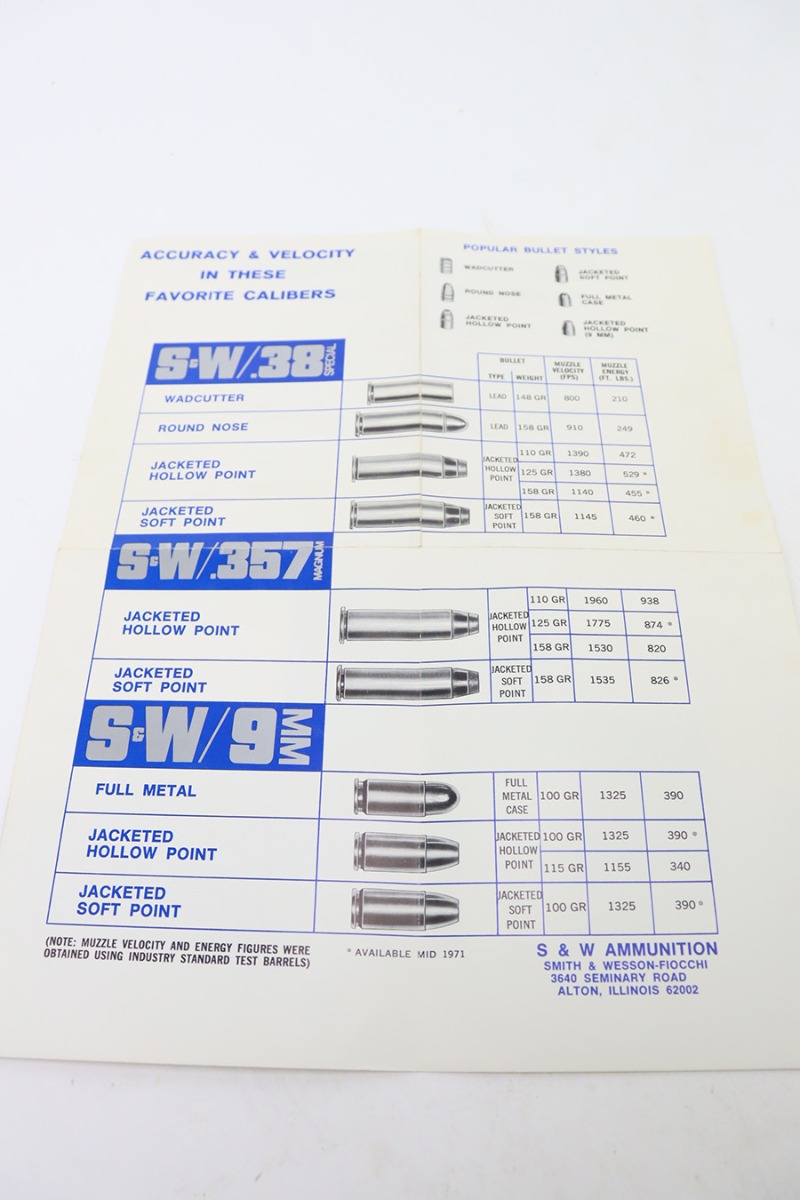 ACCURACY & VELOCITY
IN THESE
FAVORITE CALIBERS
POPULAR BULLET STYLES
WADCUTTER
ROUND NOSE
JACKETED
HOLLOW POINT
JACKETED
SOFT POINT
FULL METAL
CASE
JACKETED
HOLLOW POINT
(9 MM)
S&W/.38 SPECIAL
BULLET
TYPE WEIGHT
MUZZLE
VELOCITY
(FPS)
MUZZLE
ENERGY
(FT. LBS.)
WADCUTTER LEAD 148 GR 800 210
ROUND NOSE LEAD 158 GR 910 249
JACKETED
HOLLOW POINT
JACKETED
HOLLOW
POINT
110 GR 1390 472
125 GR 1380 529 *
158 GR 1140 455 *
JACKETED
SOFT POINT
JACKETED
SOFT
POINT
158 GR 1145 460 *
S&W/.357 MAGNUM
JACKETED
HOLLOW POINT
JACKETED
HOLLOW
POINT
110 GR 1960 938
125 GR 1775 874 *
158 GR 1530 820
JACKETED
SOFT POINT
JACKETED
SOFT
POINT
158 GR 1535 826 *
S&W/9 MM
FULL METAL
FULL
METAL
CASE
100 GR 1325 390
JACKETED
HOLLOW POINT
JACKETED
HOLLOW
POINT
100 GR 1325 390 *
115 GR 1155 340
JACKETED
SOFT POINT
JACKETED
SOFT
POINT
100 GR 1325 390 *
(NOTE: MUZZLE VELOCITY AND ENERGY FIGURES WERE
OBTAINED USING INDUSTRY STANDARD TEST BARRELS)
* AVAILABLE MID 1971
S & W AMMUNITION
SMITH & WESSON-FIOCCHI
3640 SEMINARY ROAD
ALTON, ILLINOIS 62002